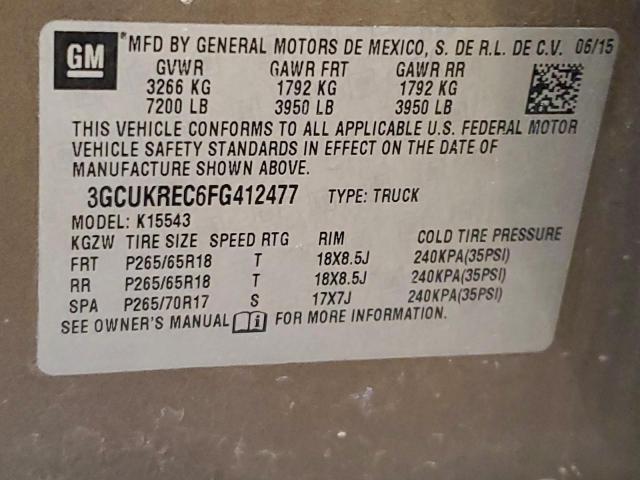 GM
*MFD BY GENERAL MOTORS DE MEXICO, S. DE R.L. DE C.V. 06/15
GVWR GAWR FRT GAWR RR
3266 KG 1792 KG 1792 KG
7200 LB 3950 LB 3950 LB
THIS VEHICLE CONFORMS TO ALL APPLICABLE U.S. FEDERAL MOTOR
VEHICLE SAFETY STANDARDS IN EFFECT ON THE DATE OF
MANUFACTURE SHOWN ABOVE.
3GCUKREC6FG412477 TYPE: TRUCK
MODEL: K15543
KGZW TIRE SIZE SPEED RTG RIM COLD TIRE PRESSURE
FRT P265/65R18 T 18X8.5J 240KPA(35PSI)
RR P265/65R18 T 18X8.5J 240KPA(35PSI)
SPA P265/70R17 S 17X7J 240KPA(35PSI)
SEE OWNER'S MANUAL i FOR MORE INFORMATION.